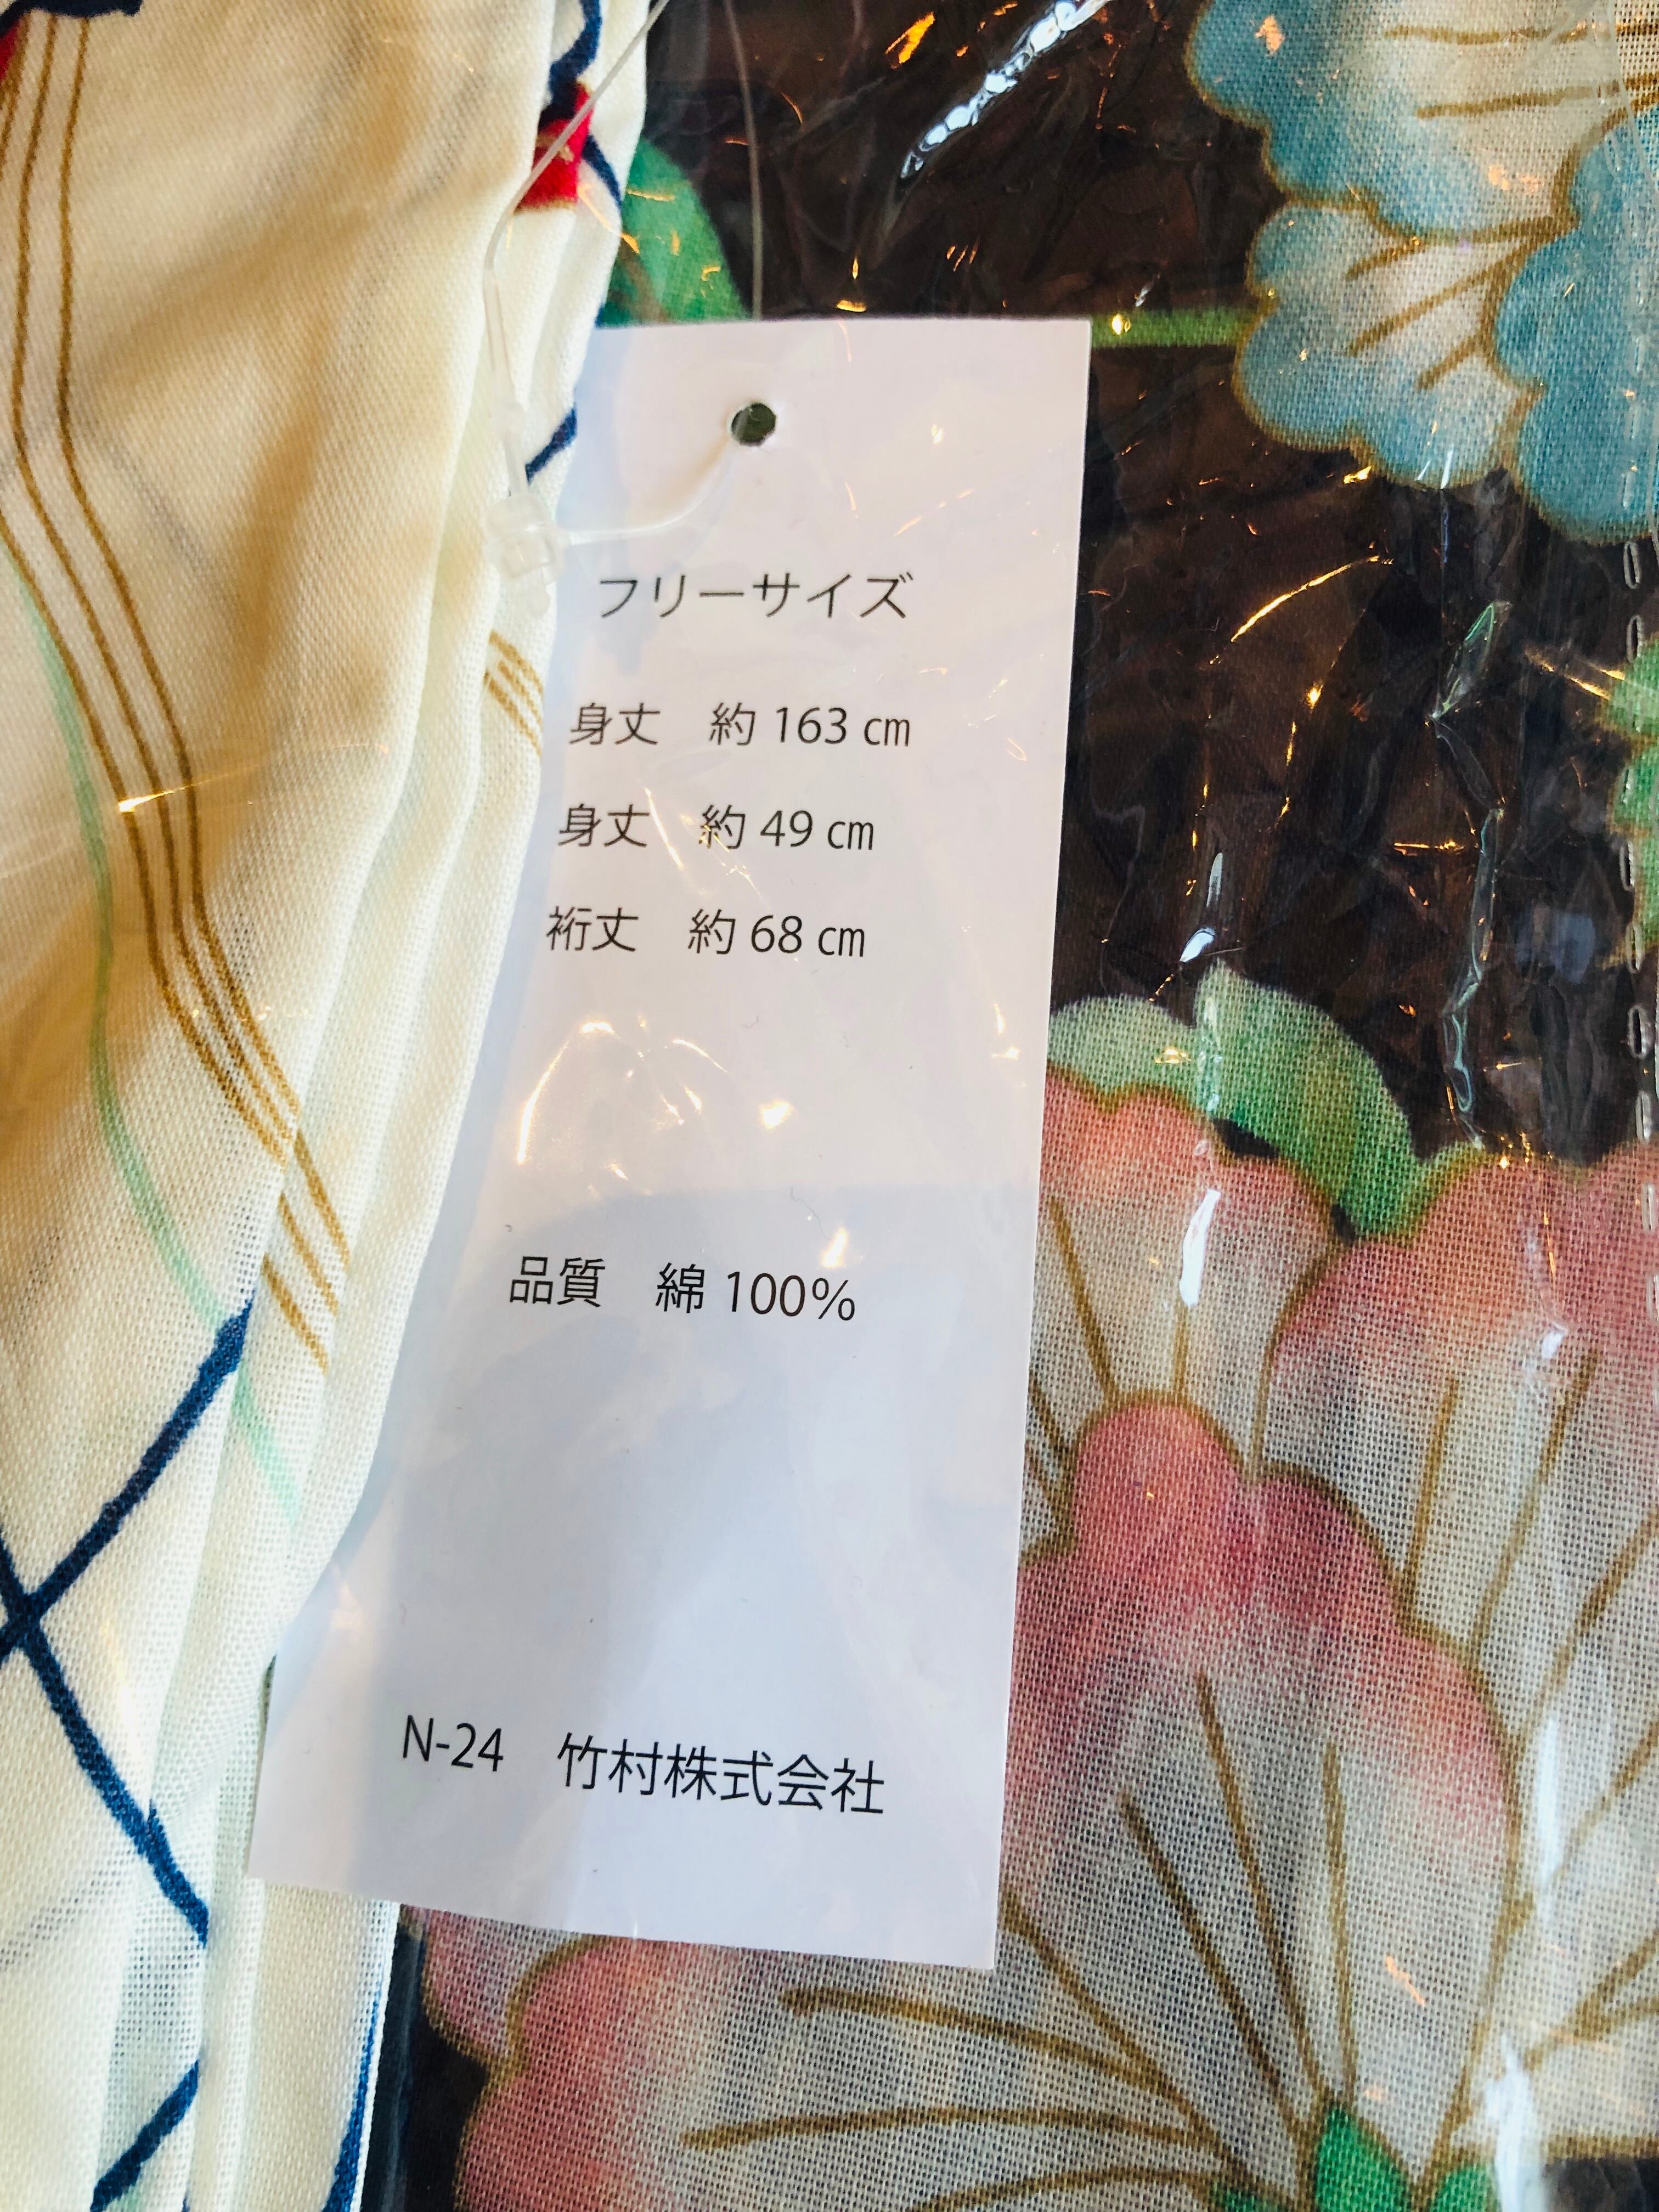 フリーサイズ
身丈　約 163 ㎝
身丈　約 49 ㎝
裄丈　約 68 ㎝
品質　綿 100%
N-24　竹村株式会社